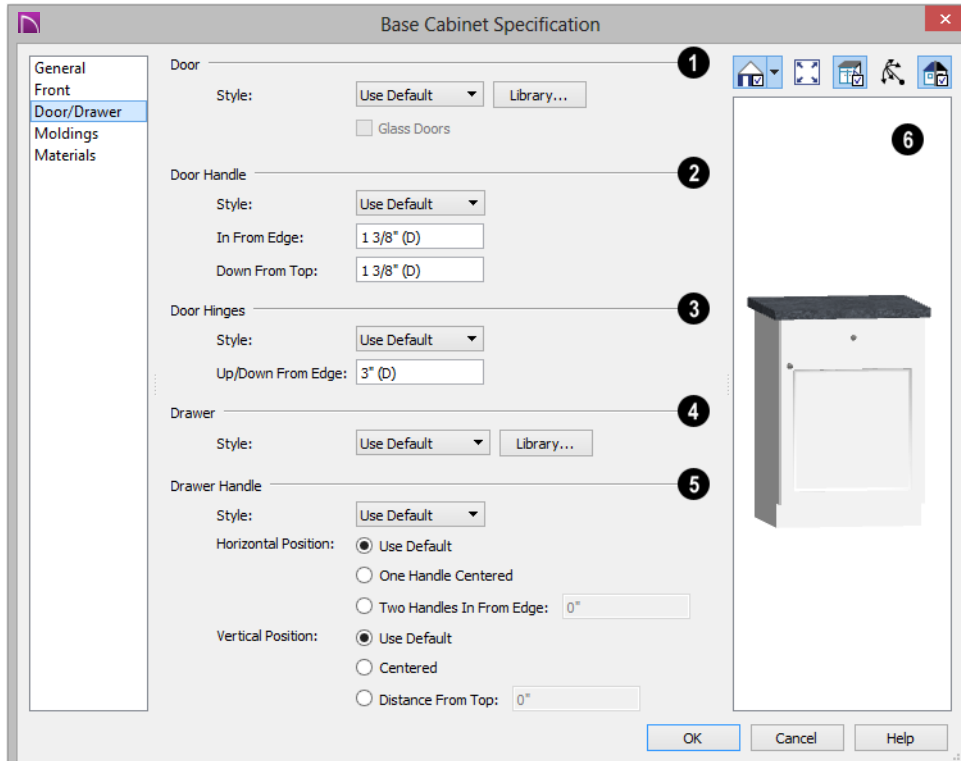 Base Cabinet Specification
General
Front
Door/Drawer
Moldings
Materials
Door 1
Style: Use Default Library...
Glass Doors
Door Handle 2
Style: Use Default
In From Edge: 1 3/8" (D)
Down From Top: 1 3/8" (D)
Door Hinges 3
Style: Use Default
Up/Down From Edge: 3" (D)
Drawer 4
Style: Use Default Library...
Drawer Handle 5
Style: Use Default
Horizontal Position: Use Default
One Handle Centered
Two Handles In From Edge: 0"
Vertical Position: Use Default
Centered
Distance From Top: 0"
6
OK Cancel Help